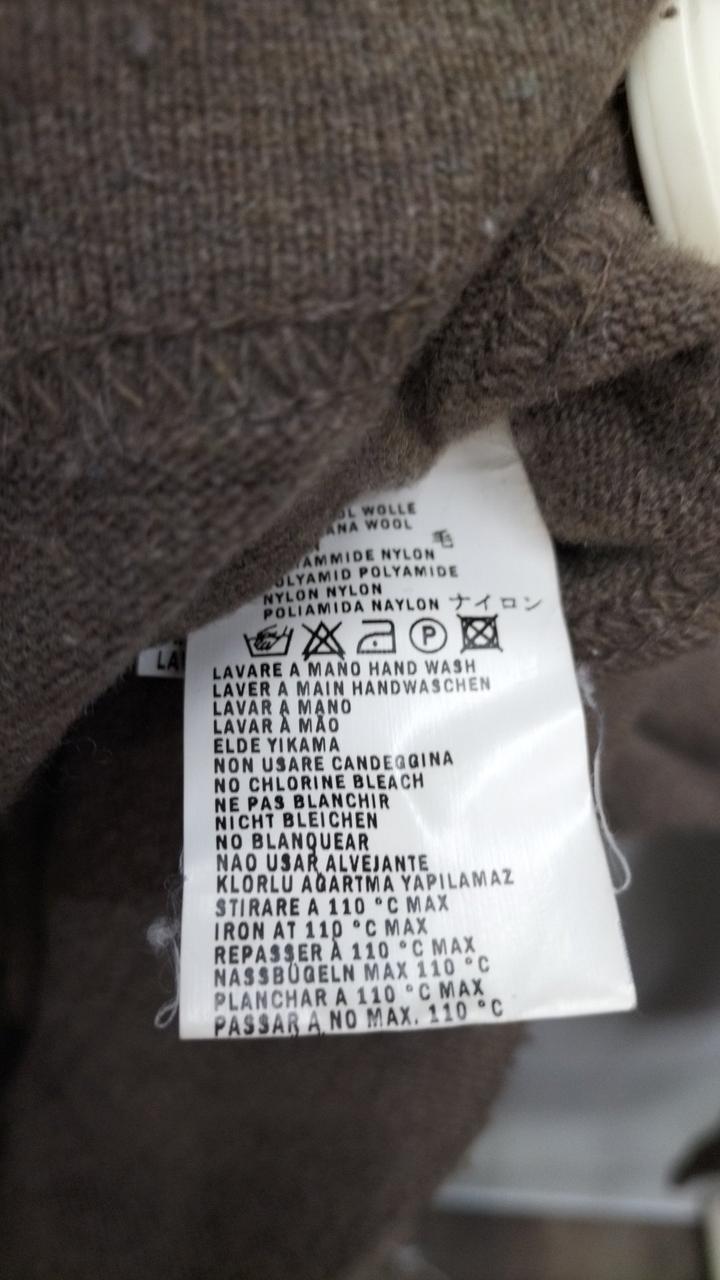 WOLLE
WOOL
毛
NYLON
POLYAMIDE
NYLON NYLON
POLIAMIDA NAYLON ナイロン
P
LAVARE A MANO HAND WASH
LAVER A MAIN HANDWASCHEN
LAVAR A MANO
LAVAR À MÃO
ELDE YIKAMA
NON USARE CANDEGGINA
NO CHLORINE BLEACH
NE PAS BLANCHIR
NICHT BLEICHEN
NO BLANQUEAR
NAO USAR ALVEJANTE
KLORLU AGARTMA YAPILAMAZ
STIRARE A 110 °C MAX
IRON AT 110 °C MAX
REPASSER À 110 °C MAX
NASSBÜGELN MAX 110 °C
PLANCHAR A 110 °C MAX
PASSAR A NO MAX. 110 °C